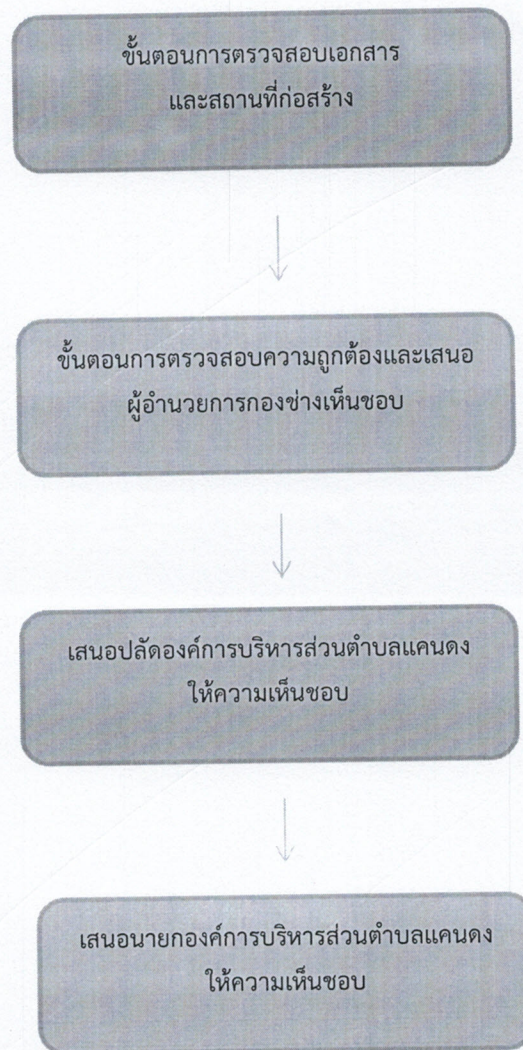 ขั้นตอนการตรวจสอบเอกสาร
และสถานที่ก่อสร้าง
ขั้นตอนการตรวจสอบความถูกต้องและเสนอ
ผู้อำนวยการกองช่างเห็นชอบ
เสนอปลัดองค์การบริหารส่วนตำบลแคนดง
ให้ความเห็นชอบ
เสนอนายกองค์การบริหารส่วนตำบลแคนดง
ให้ความเห็นชอบ